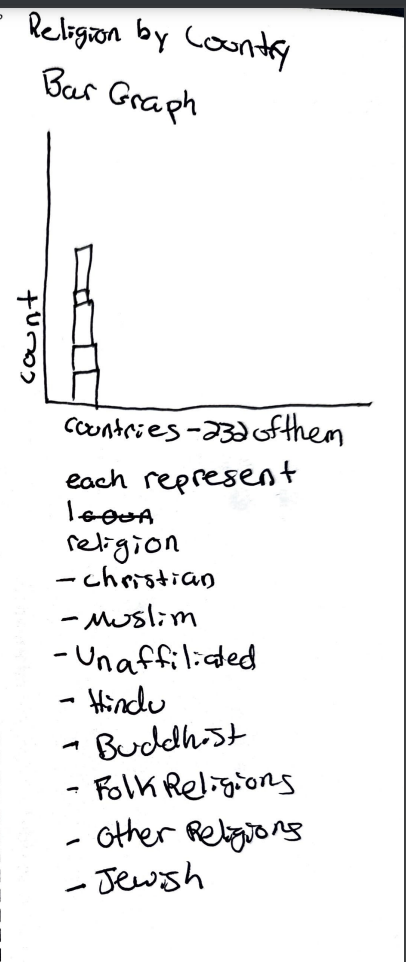 Religion by Country
Bar Graph
count
countries - 232 of them
each represent
1
religion
- Christian
- Muslim
- Unaffiliated
- Hindu
- Buddhist
- Folk Religions
- other Religions
- Jewish